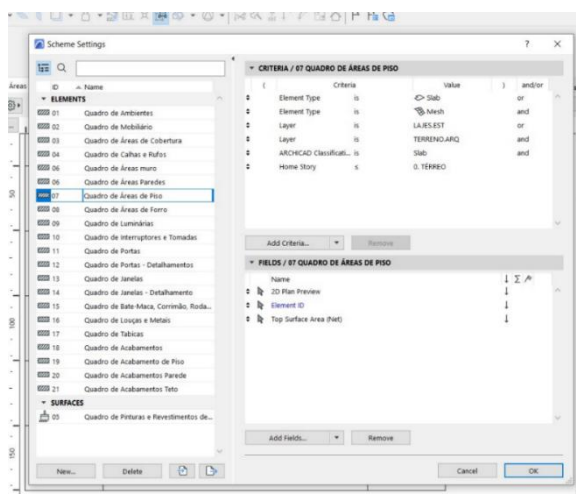 Scheme Settings
? ×
Áreas
ID Name
ELEMENTS
01 Quadro de Ambientes
02 Quadro de Mobiliário
03 Quadro de Áreas de Cobertura
04 Quadro de Calhas e Rufos
06 Quadro de Áreas muro
06 Quadro de Áreas Paredes
07 Quadro de Áreas de Piso
08 Quadro de Áreas de Forro
09 Quadro de Luminárias
10 Quadro de Interruptores e Tomadas
11 Quadro de Portas
12 Quadro de Portas - Detalhamentos
13 Quadro de Janelas
14 Quadro de Janelas - Detalhamento
15 Quadro de Bate-Maca, Corrimão, Roda...
16 Quadro de Louças e Metais
17 Quadro de Tabicas
18 Quadro de Acabamentos
19 Quadro de Acabamento de Piso
20 Quadro de Acabamentos Parede
21 Quadro de Acabamentos Teto
SURFACES
05 Quadro de Pinturas e Revestimentos de...
New... Delete
CRITERIA / 07 QUADRO DE ÁREAS DE PISO
( Criteria Value ) and/or
Element Type is Slab or
Element Type is Mesh and
Layer is LAJES.EST or
Layer is TERRENO.ARQ and
ARCHICAD Classificati... is Slab and
Home Story ≤ 0. TÉRREO
Add Criteria... Remove
FIELDS / 07 QUADRO DE ÁREAS DE PISO
Name
2D Plan Preview
Element ID
Top Surface Area (Net)
Add Fields... Remove
Cancel OK
50
100
150